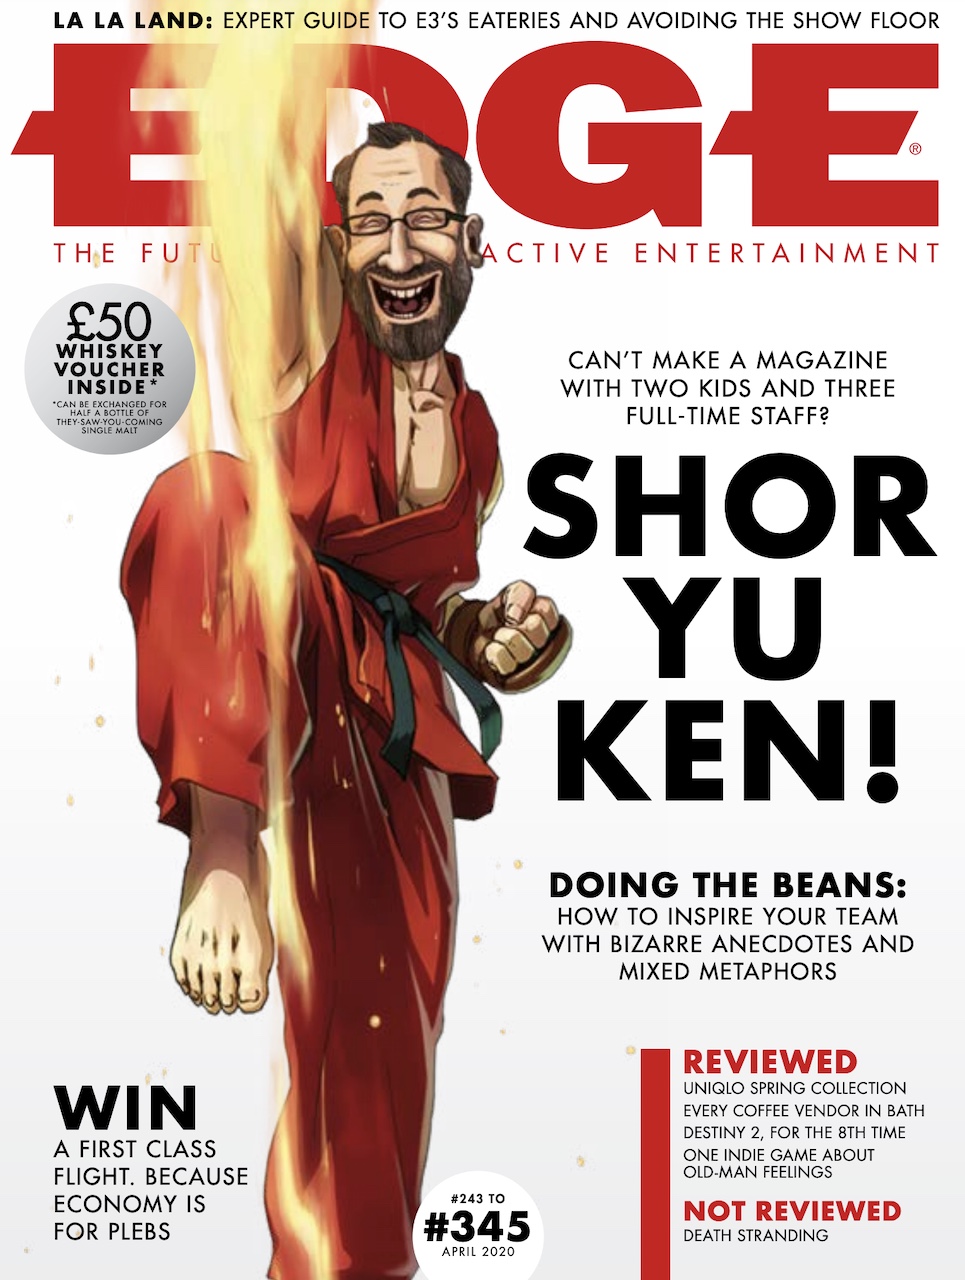 LA LA LAND: EXPERT GUIDE TO E3'S EATERIES AND AVOIDING THE SHOW FLOOR
EDGE
®
THE FUTU ACTIVE ENTERTAINMENT
£50
WHISKEY
VOUCHER
INSIDE*
*CAN BE EXCHANGED FOR
HALF A BOTTLE OF
THEY-SAW-YOU-COMING
SINGLE MALT
CAN'T MAKE A MAGAZINE
WITH TWO KIDS AND THREE
FULL-TIME STAFF?
SHOR
YU
KEN!
DOING THE BEANS:
HOW TO INSPIRE YOUR TEAM
WITH BIZARRE ANECDOTES AND
MIXED METAPHORS
WIN
A FIRST CLASS
FLIGHT. BECAUSE
ECONOMY IS
FOR PLEBS
#243 TO
#345
APRIL 2020
REVIEWED
UNIQLO SPRING COLLECTION
EVERY COFFEE VENDOR IN BATH
DESTINY 2, FOR THE 8TH TIME
ONE INDIE GAME ABOUT
OLD-MAN FEELINGS
NOT REVIEWED
DEATH STRANDING